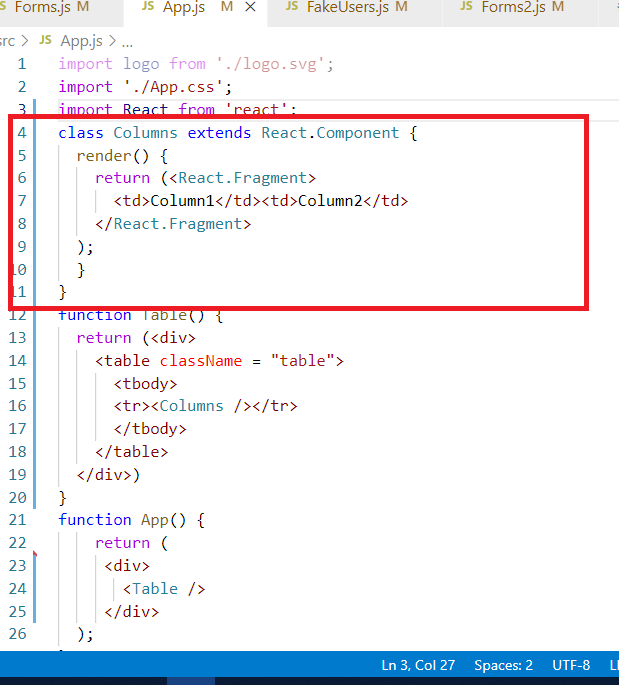 Forms.js M JS App.js M × JS FakeUsers.js M JS Forms2.js M
src > JS App.js > ...
1 import logo from './logo.svg';
2 import './App.css';
3 import React from 'react';
4 class Columns extends React.Component {
5 render() {
6 return (<React.Fragment>
7 <td>Column1</td><td>Column2</td>
8 </React.Fragment>
9 );
10 }
11 }
12 function Table() {
13 return (<div>
14 <table className = "table">
15 <tbody>
16 <tr><Columns /></tr>
17 </tbody>
18 </table>
19 </div>)
20 }
21 function App() {
22 return (
23 <div>
24 <Table />
25 </div>
26 );
Ln 3, Col 27 Spaces: 2 UTF-8